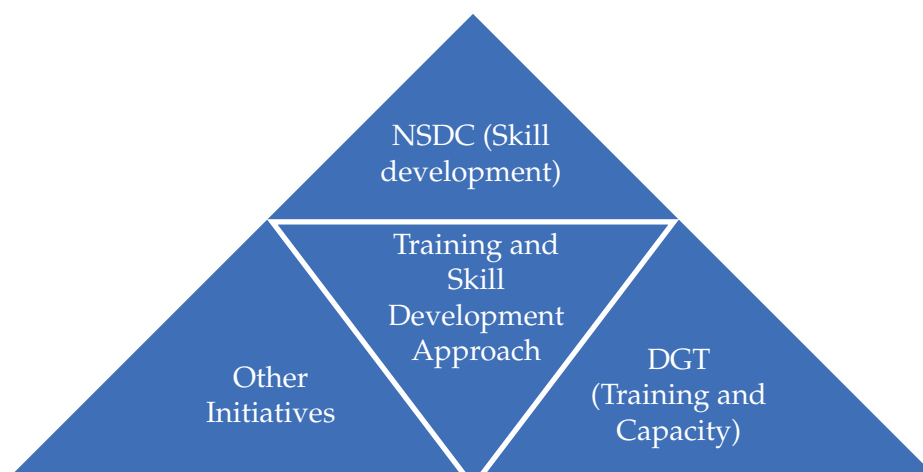 NSDC (Skill
development)
Training and
Skill
Development
Approach
Other
Initiatives
DGT
(Training and
Capacity)